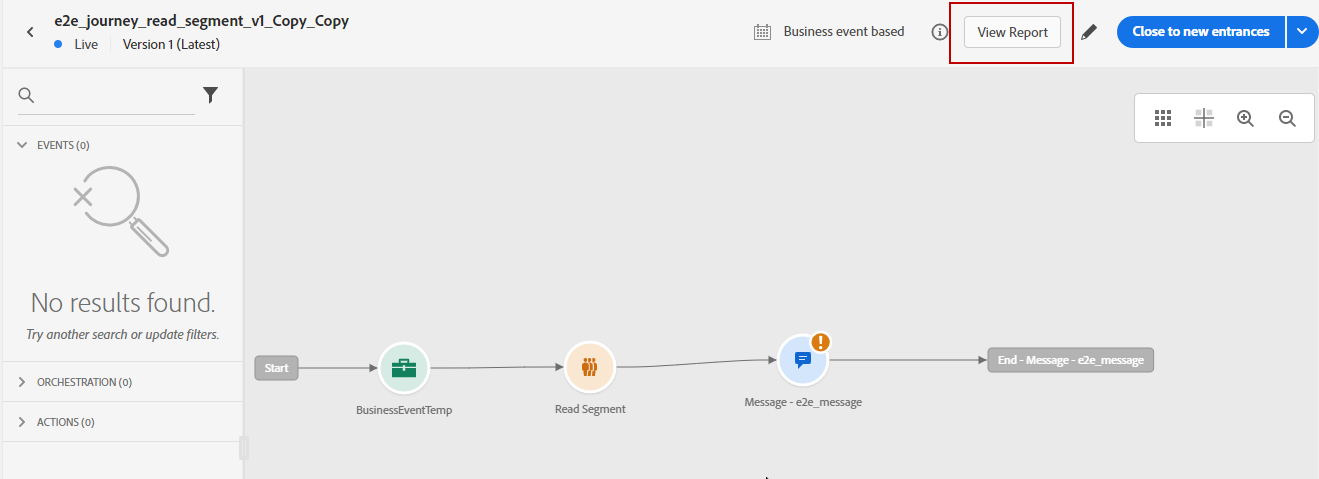 e2e_journey_read_segment_v1_Copy_Copy
Live Version 1 (Latest)
Business event based
View Report
Close to new entrances
EVENTS (0)
No results found.
Try another search or update filters.
ORCHESTRATION (0)
ACTIONS (0)
Start
BusinessEventTemp
Read Segment
Message - e2e_message
End - Message - e2e_message